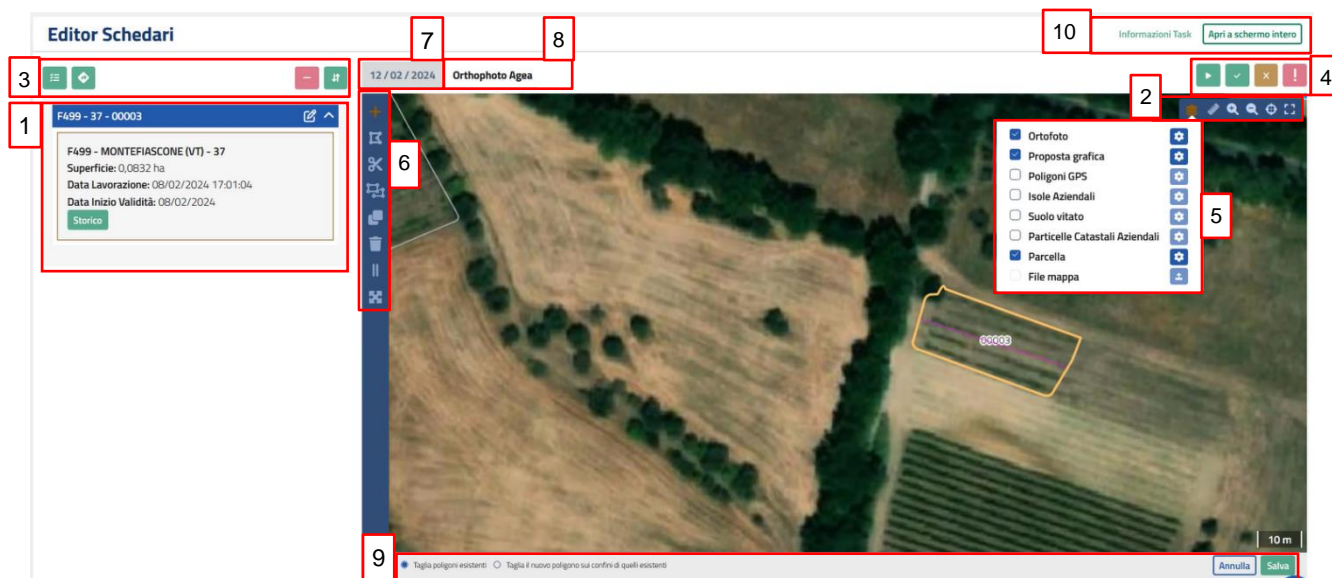 Editor Schedari
10
Informazioni Task
Apri a schermo intero
7
8
3
12 / 02 / 2024
Orthophoto Agea
4
1
2
F499 - 37 - 00003
F499 - MONTEFIASCONE (VT) - 37
Superficie: 0,0832 ha
Data Lavorazione: 08/02/2024 17:01:04
Data Inizio Validità: 08/02/2024
Storico
6
Ortofoto
Proposta grafica
Poligoni GPS
Isole Aziendali
Suolo vitato
Particelle Catastali Aziendali
Parcella
File mappa
5
00003
10 m
9
Taglia poligoni esistenti
Taglia il nuovo poligono sui confini di quelli esistenti
Annulla
Salva